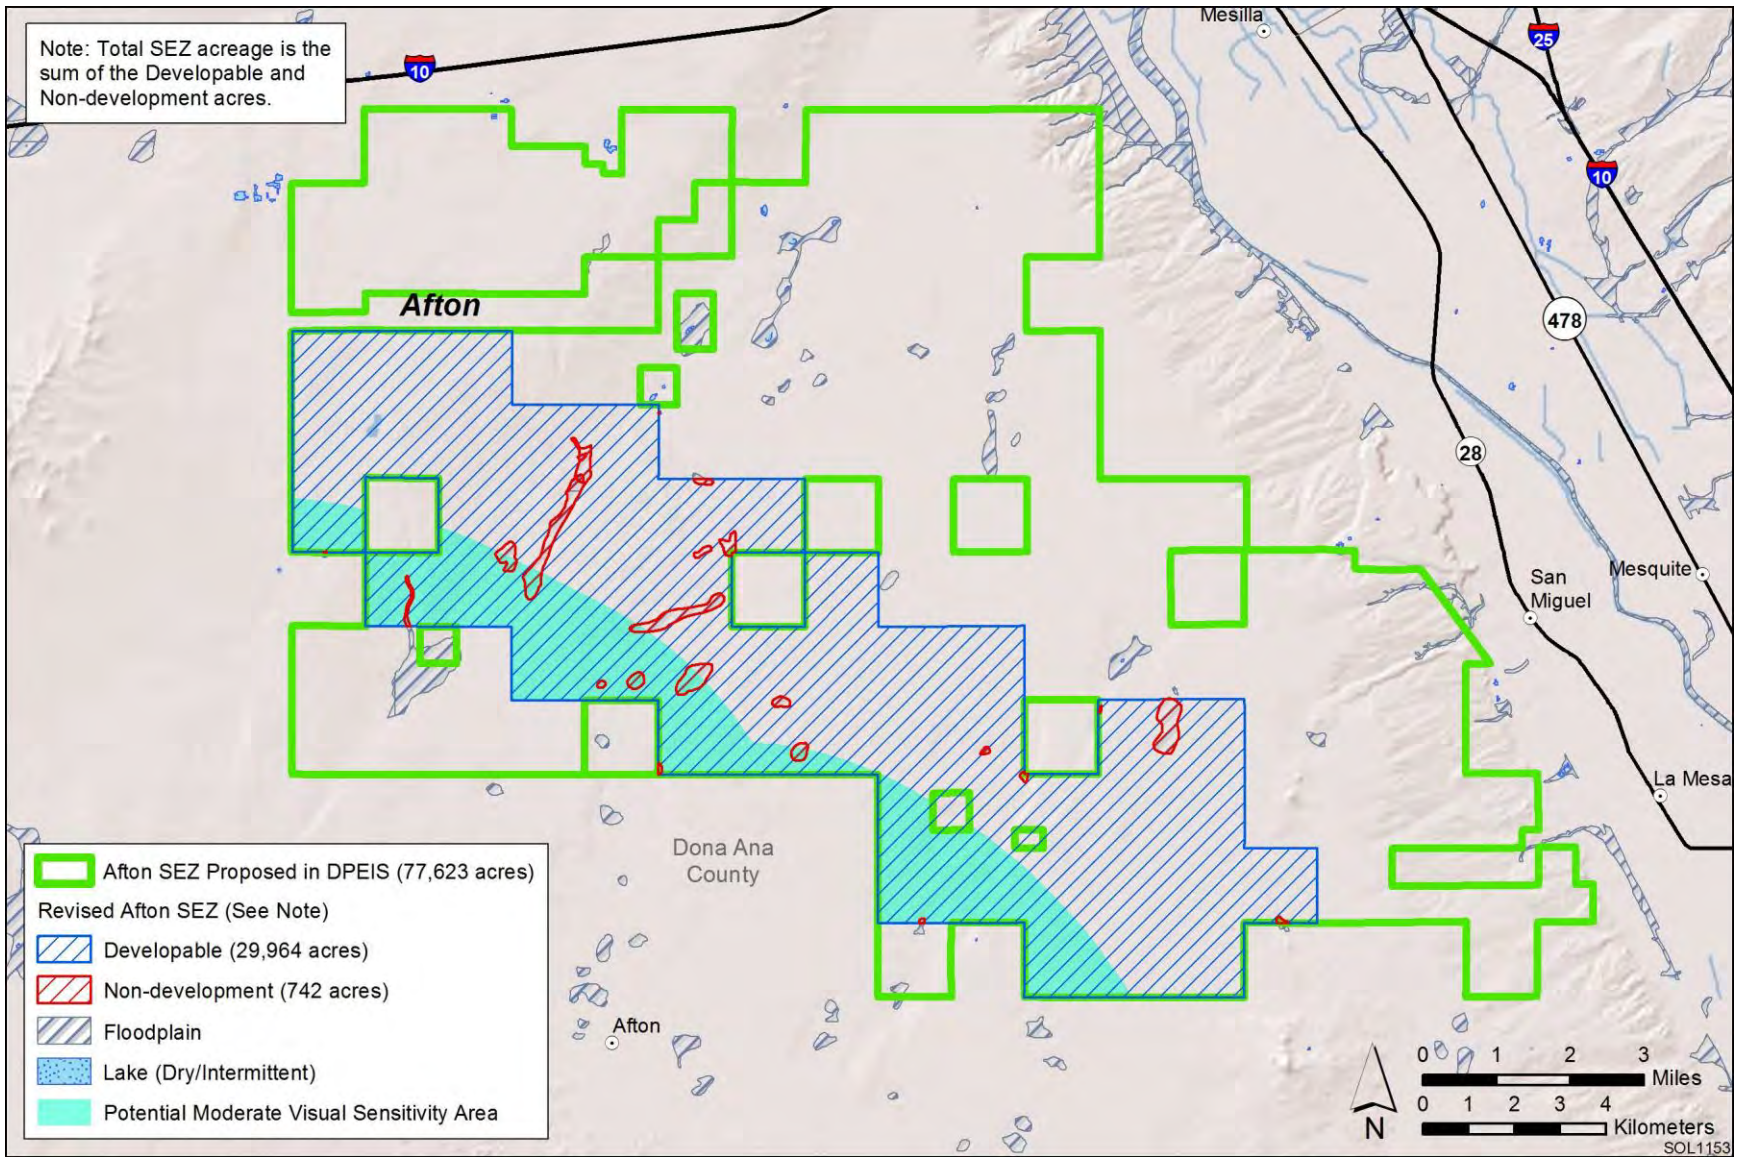 Note: Total SEZ acreage is the
sum of the Developable and
Non-development acres.
10
Mesilla
25
10
Afton
478
28
San
Miguel
Mesquite
La Mesa
Dona Ana
County
Afton
Afton SEZ Proposed in DPEIS (77,623 acres)
Revised Afton SEZ (See Note)
Developable (29,964 acres)
Non-development (742 acres)
Floodplain
Lake (Dry/Intermittent)
Potential Moderate Visual Sensitivity Area
N
0 1 2 3
Miles
0 1 2 3 4
Kilometers
SOL1153